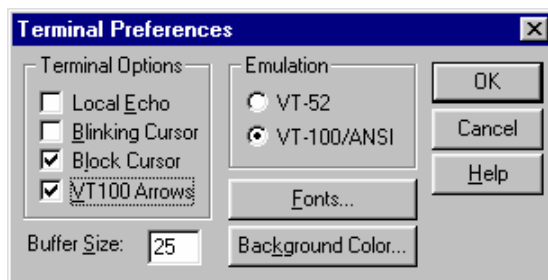 Terminal Preferences
Terminal Options
Local Echo
Blinking Cursor
Block Cursor
VT100 Arrows
Buffer Size: 25
Emulation
VT-52
VT-100/ANSI
Fonts...
Background Color...
OK
Cancel
Help